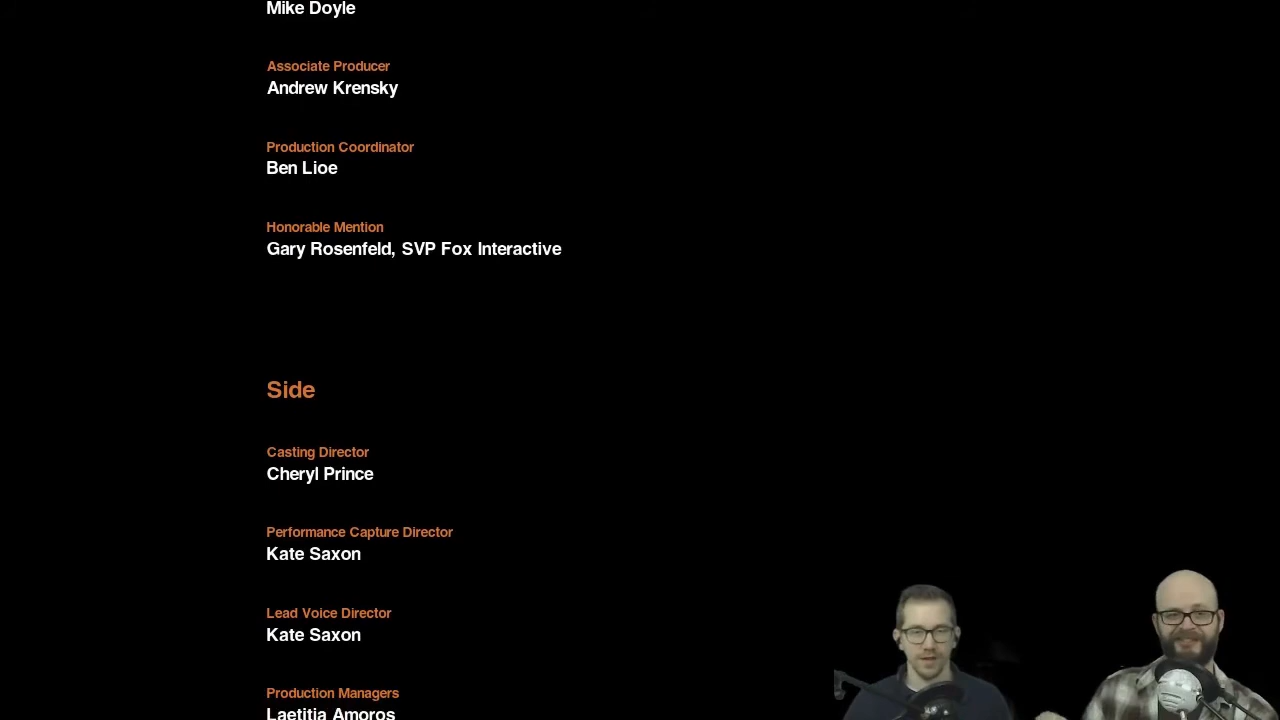 Mike Doyle
Associate Producer
Andrew Krensky
Production Coordinator
Ben Lioe
Honorable Mention
Gary Rosenfeld, SVP Fox Interactive
Side
Casting Director
Cheryl Prince
Performance Capture Director
Kate Saxon
Lead Voice Director
Kate Saxon
Production Managers
Laetitia Amoros